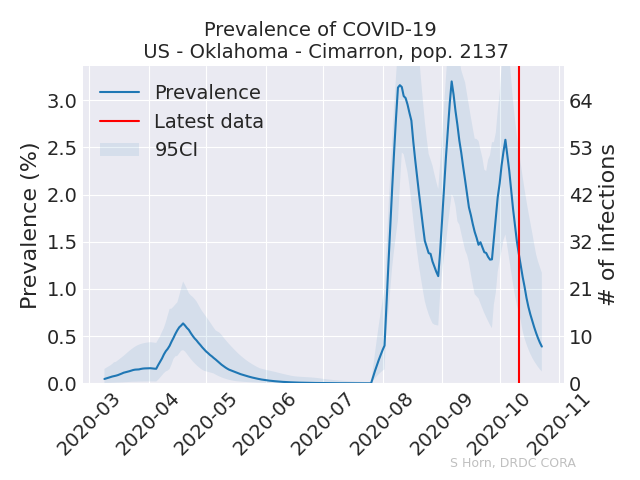 Prevalence of COVID-19
US - Oklahoma - Cimarron, pop. 2137
Prevalence
Latest data
95CI
Prevalence (%)
3.0
2.5
2.0
1.5
1.0
0.5
0.0
64
53
42
32
21
10
0
# of infections
2020-03
2020-04
2020-05
2020-06
2020-07
2020-08
2020-09
2020-10
2020-11
S Horn, DRDC CORA